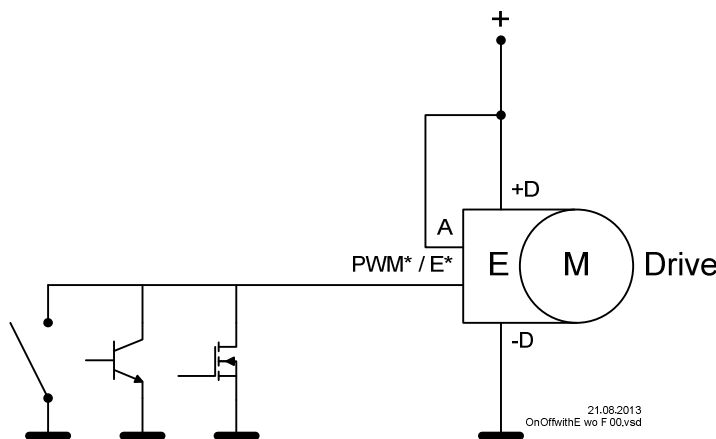 +
+D
A
PWM* / E*
E
M
Drive
-D
21.08.2013
OnOffwithE wo F 00.vsd